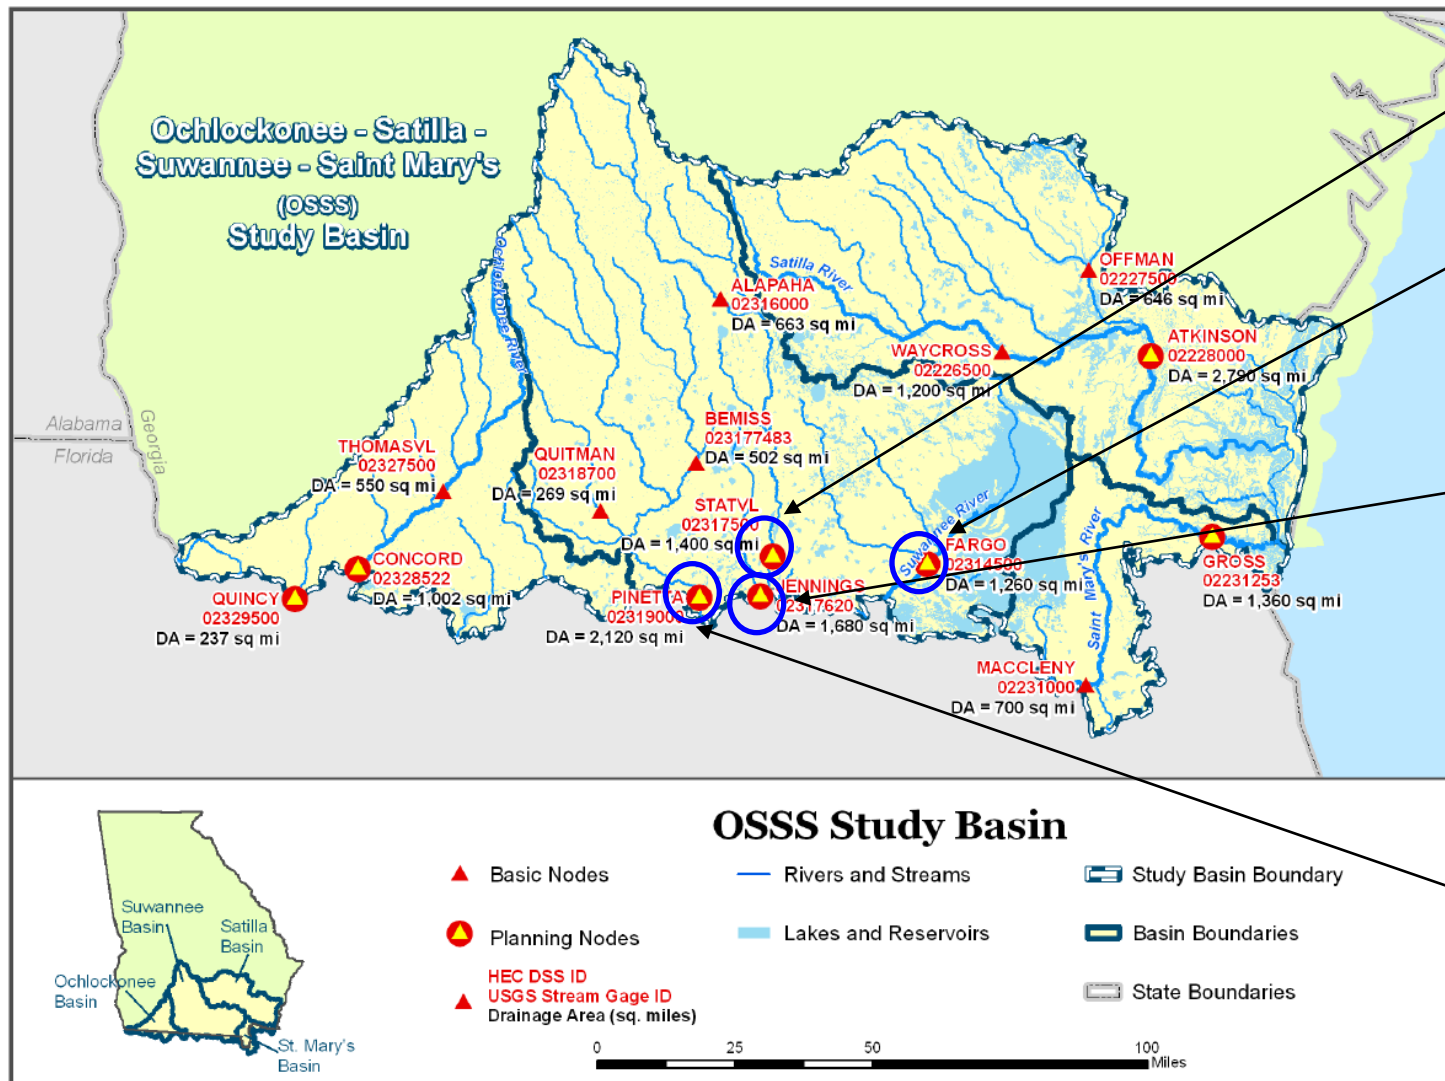 Ochlockonee - Satilla -
Suwannee - Saint Mary's
(OSSS)
Study Basin
Ochlockonee River
Satilla River
OFFMAN
02227500
DA = 646 sq mi
ALAPAHA
02316000
DA = 663 sq mi
ATKINSON
02228000
DA = 2,790 sq mi
WAYCROSS
02226500
DA = 1,200 sq mi
Alabama
Florida
Georgia
BEMISS
023177483
DA = 502 sq mi
THOMASVL
02327500
DA = 550 sq mi
QUITMAN
02318700
DA = 269 sq mi
STATVL
02317500
DA = 1,400 sq mi
Suwannee River
FARGO
02314500
DA = 1,260 sq mi
Saint Mary's River
GROSS
02231253
DA = 1,360 sq mi
CONCORD
02328522
DA = 1,002 sq mi
QUINCY
02329500
DA = 237 sq mi
PINETTA
02319000
DA = 2,120 sq mi
JENNINGS
02317620
DA = 1,680 sq mi
MACCLENY
02231000
DA = 700 sq mi
OSSS Study Basin
Basic Nodes
Planning Nodes
HEC DSS ID
USGS Stream Gage ID
Drainage Area (sq. miles)
Rivers and Streams
Lakes and Reservoirs
Study Basin Boundary
Basin Boundaries
State Boundaries
Suwannee
Basin
Satilla
Basin
Ochlockonee
Basin
St. Mary's
Basin
0 25 50 100
Miles